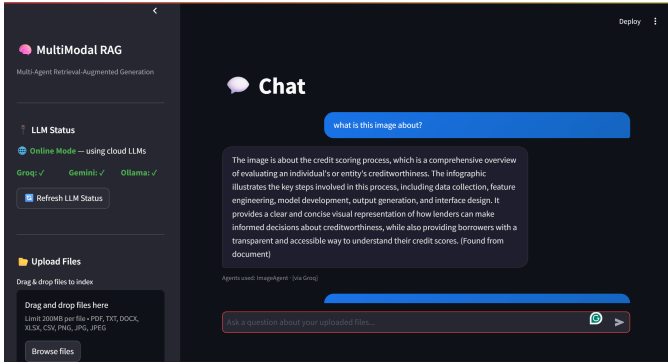 MultiModal RAG
Multi-Agent Retrieval-Augmented Generation
LLM Status
Online Mode — using cloud LLMs
Groq: ✓ Gemini: ✓ Ollama: ✓
Refresh LLM Status
Upload Files
Drag & drop files to index
Drag and drop files here
Limit 200MB per file • PDF, TXT, DOCX,
XLSX, CSV, PNG, JPG, JPEG
Browse files
Deploy
Chat
what is this image about?
The image is about the credit scoring process, which is a comprehensive overview
of evaluating an individual's or entity's creditworthiness. The infographic
illustrates the key steps involved in this process, including data collection, feature
engineering, model development, output generation, and interface design. It
provides a clear and concise visual representation of how lenders can make
informed decisions about creditworthiness, while also providing borrowers with a
transparent and accessible way to understand their credit scores. (Found from
document)
Agents used: ImageAgent · [via Groq]
Ask a question about your uploaded files...